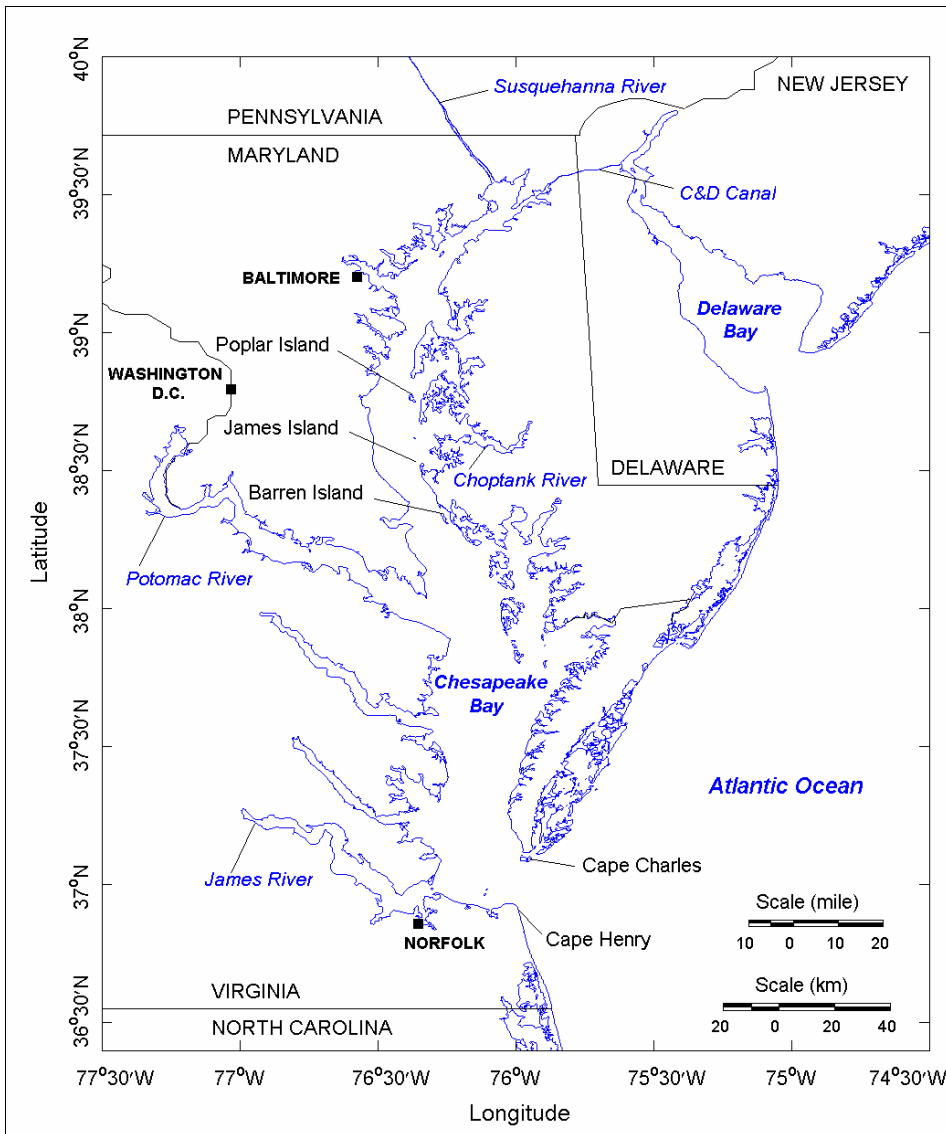 40°N
Susquehanna River
NEW JERSEY
PENNSYLVANIA
MARYLAND
39°30'N
C&D Canal
BALTIMORE
Delaware
Bay
39°N
Poplar Island
WASHINGTON
D.C.
James Island
38°30'N
Choptank River
DELAWARE
Barren Island
Latitude
Potomac River
38°N
Chesapeake
Bay
37°30'N
Atlantic Ocean
Cape Charles
James River
37°N
Scale (mile)
10 0 10 20
NORFOLK
Cape Henry
Scale (km)
20 0 20 40
VIRGINIA
NORTH CAROLINA
36°30'N
77°30'W 77°W 76°30'W 76°W 75°30'W 75°W 74°30'W
Longitude